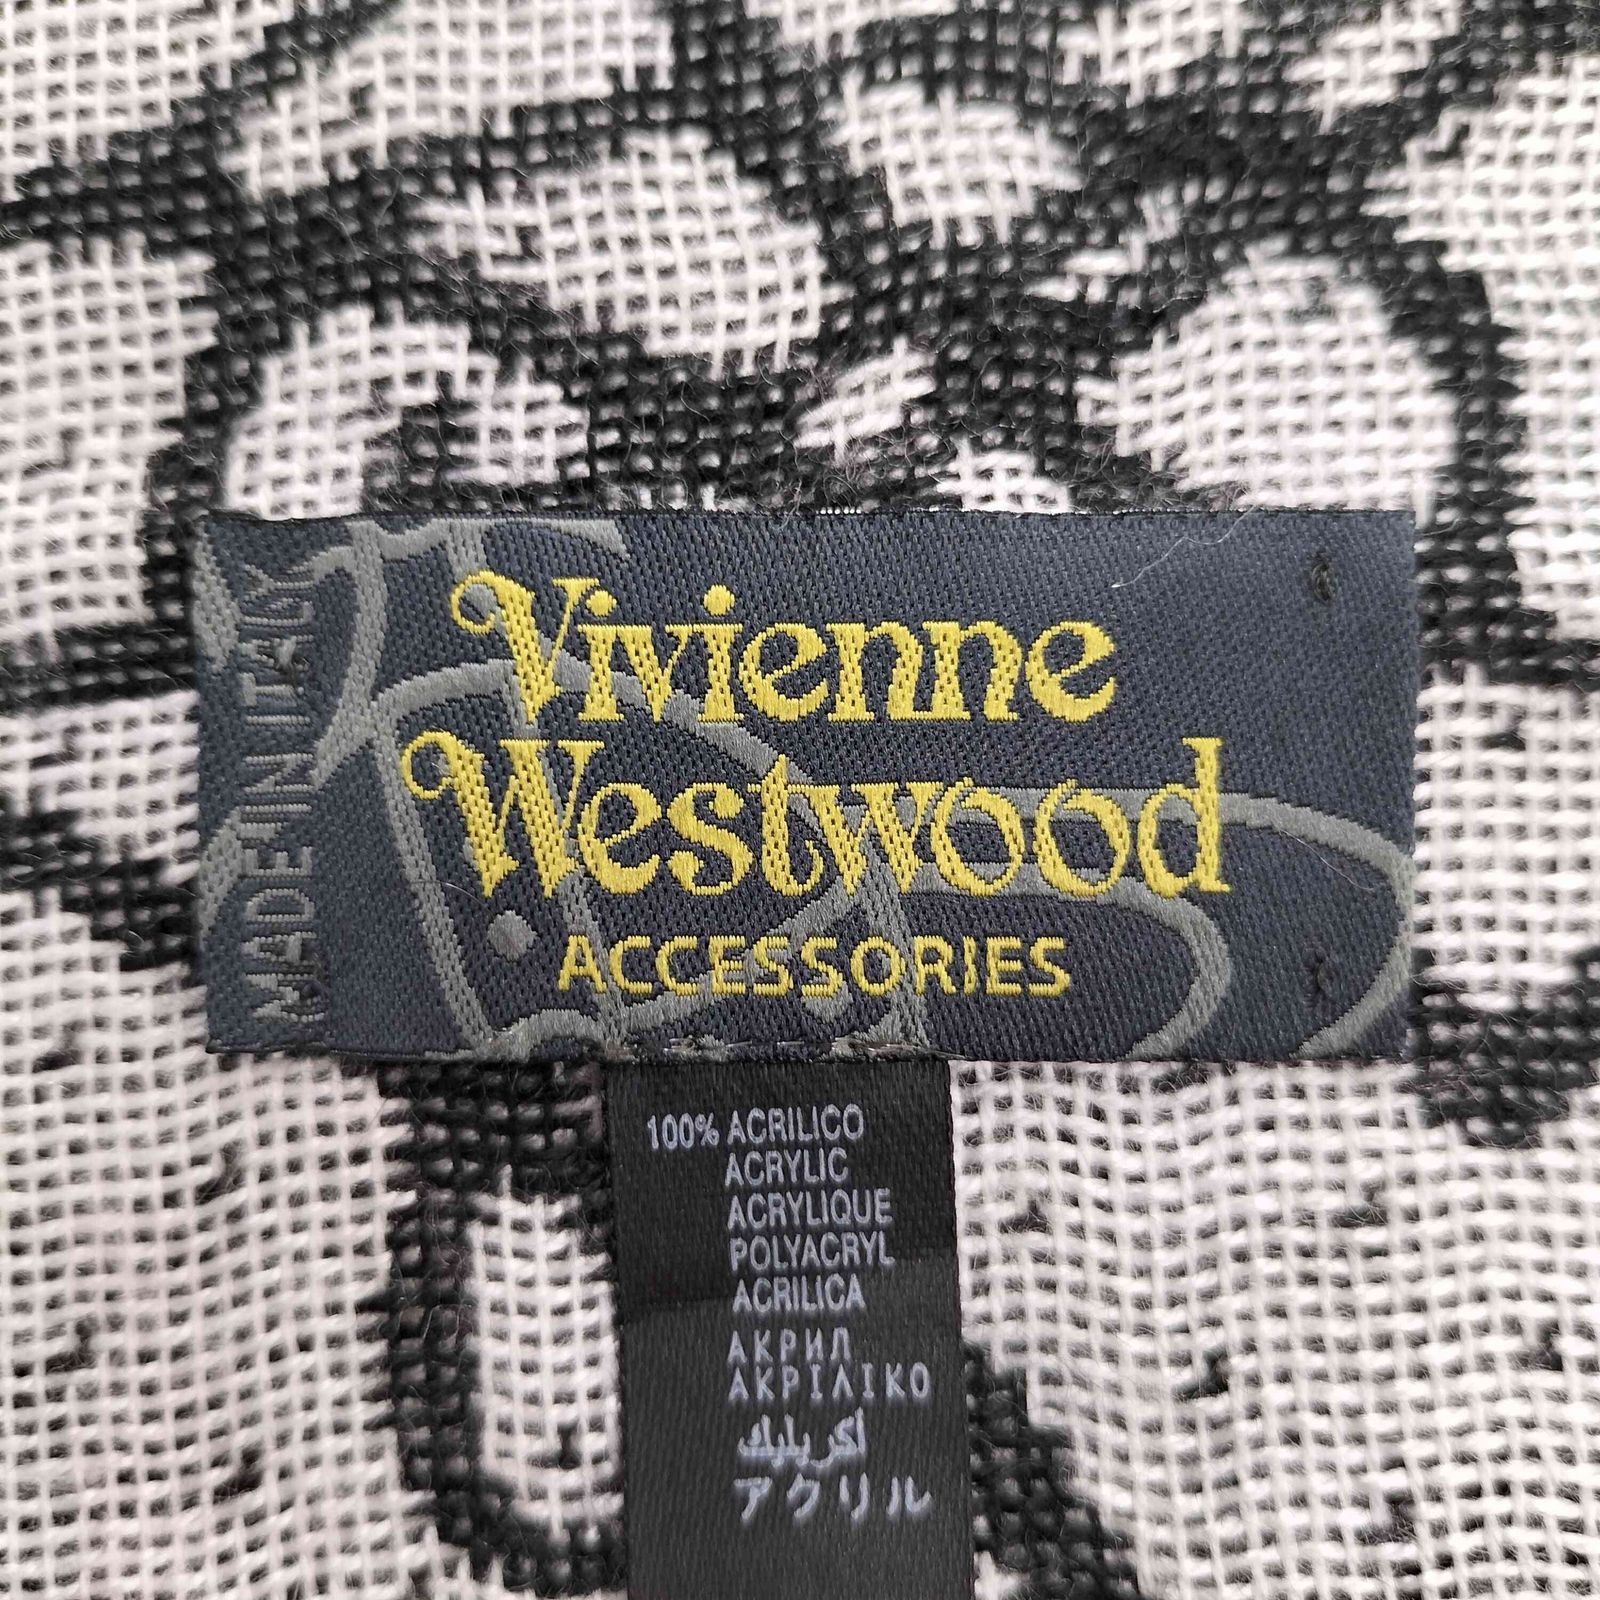 MADE IN ITALY
Vivienne
Westwood
ACCESSORIES
100% ACRILICO
ACRYLIC
ACRYLIQUE
POLYACRYL
ACRILICA
АКРИЛ
ΑΚΡΙΛΙΚΟ
اكريليك
アクリル